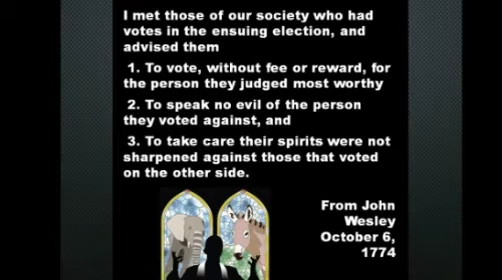 I met those of our society who had
votes in the ensuing election, and
advised them
1. To vote, without fee or reward, for
the person they judged most worthy
2. To speak no evil of the person
they voted against, and
3. To take care their spirits were not
sharpened against those that voted
on the other side.
From John
Wesley
October 6,
1774